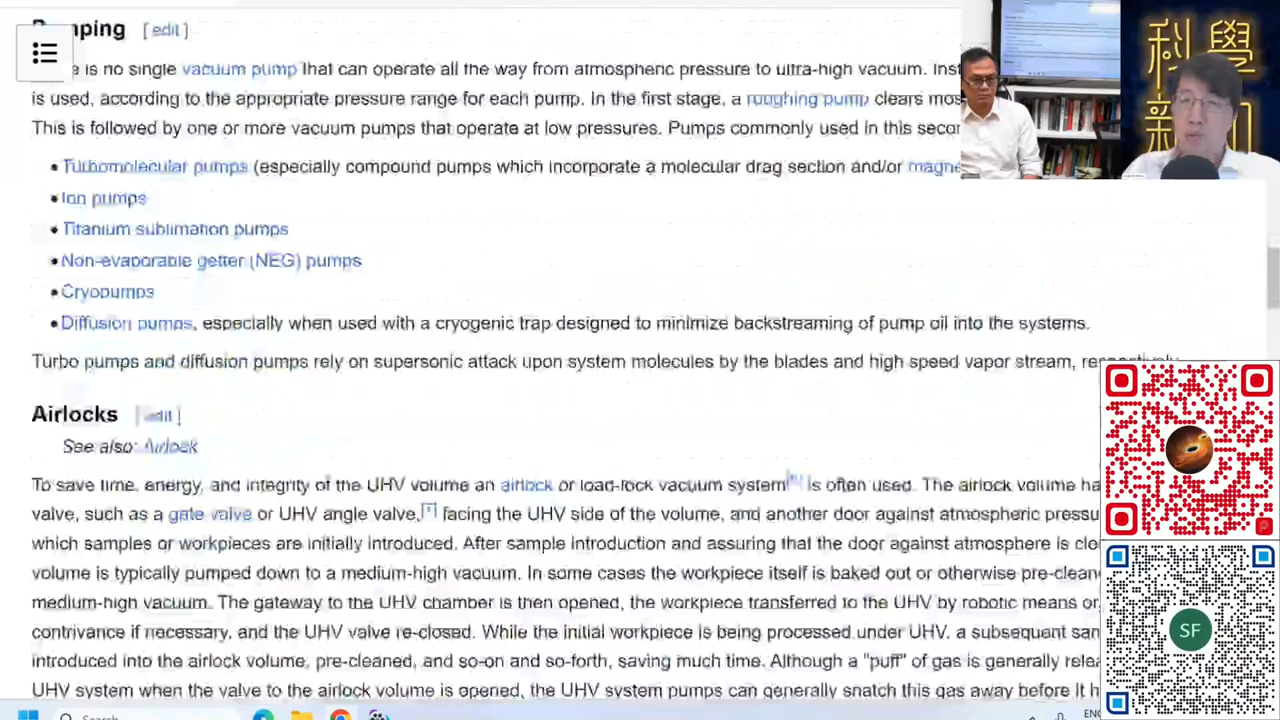 mping [ edit ]
e is no single vacuum pump that can operate all the way from atmospheric pressure to ultra-high vacuum. Inst
is used, according to the appropriate pressure range for each pump. In the first stage, a roughing pump clears mos
This is followed by one or more vacuum pumps that operate at low pressures. Pumps commonly used in this secon
• Turbomolecular pumps (especially compound pumps which incorporate a molecular drag section and/or magne
• Ion pumps
• Titanium sublimation pumps
• Non-evaporable getter (NEG) pumps
• Cryopumps
• Diffusion pumps, especially when used with a cryogenic trap designed to minimize backstreaming of pump oil into the systems.
Turbo pumps and diffusion pumps rely on supersonic attack upon system molecules by the blades and high speed vapor stream, respectively.
Airlocks [ edit ]
See also: Airlock
To save time, energy, and integrity of the UHV volume an airlock or load-lock vacuum system is often used. The airlock volume ha
valve, such as a gate valve or UHV angle valve, facing the UHV side of the volume, and another door against atmospheric pressu
which samples or workpieces are initially introduced. After sample introduction and assuring that the door against atmosphere is clo
volume is typically pumped down to a medium-high vacuum. In some cases the workpiece itself is baked out or otherwise pre-clean
medium-high vacuum. The gateway to the UHV chamber is then opened, the workpiece transferred to the UHV by robotic means or
contrivance if necessary, and the UHV valve re-closed. While the initial workpiece is being processed under UHV, a subsequent sam
introduced into the airlock volume, pre-cleaned, and so-on and so-forth, saving much time. Although a "puff" of gas is generally relea
UHV system when the valve to the airlock volume is opened, the UHV system pumps can generally snatch this gas away before it h
科學
新知
SF
Search
ENG